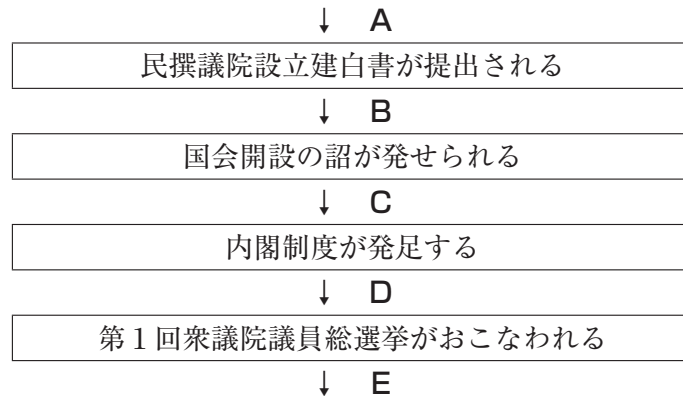 ↓ A
民撰議院設立建白書が提出される
↓ B
国会開設の詔が発せられる
↓ C
内閣制度が発足する
↓ D
第1回衆議院議員総選挙がおこなわれる
↓ E